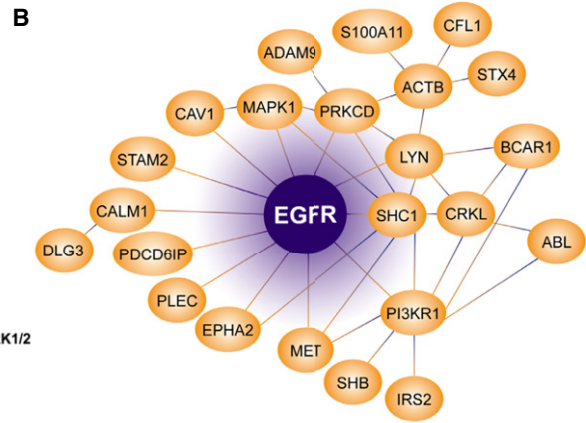 B
S100A11
CFL1
ADAM9
STX4
ACTB
MAPK1
PRKCD
CAV1
LYN
BCAR1
STAM2
CALM1
EGFR
SHC1
CRKL
ABL
DLG3
PDCD6IP
PLEC
PI3KR1
EPHA2
K1/2
MET
SHB
IRS2